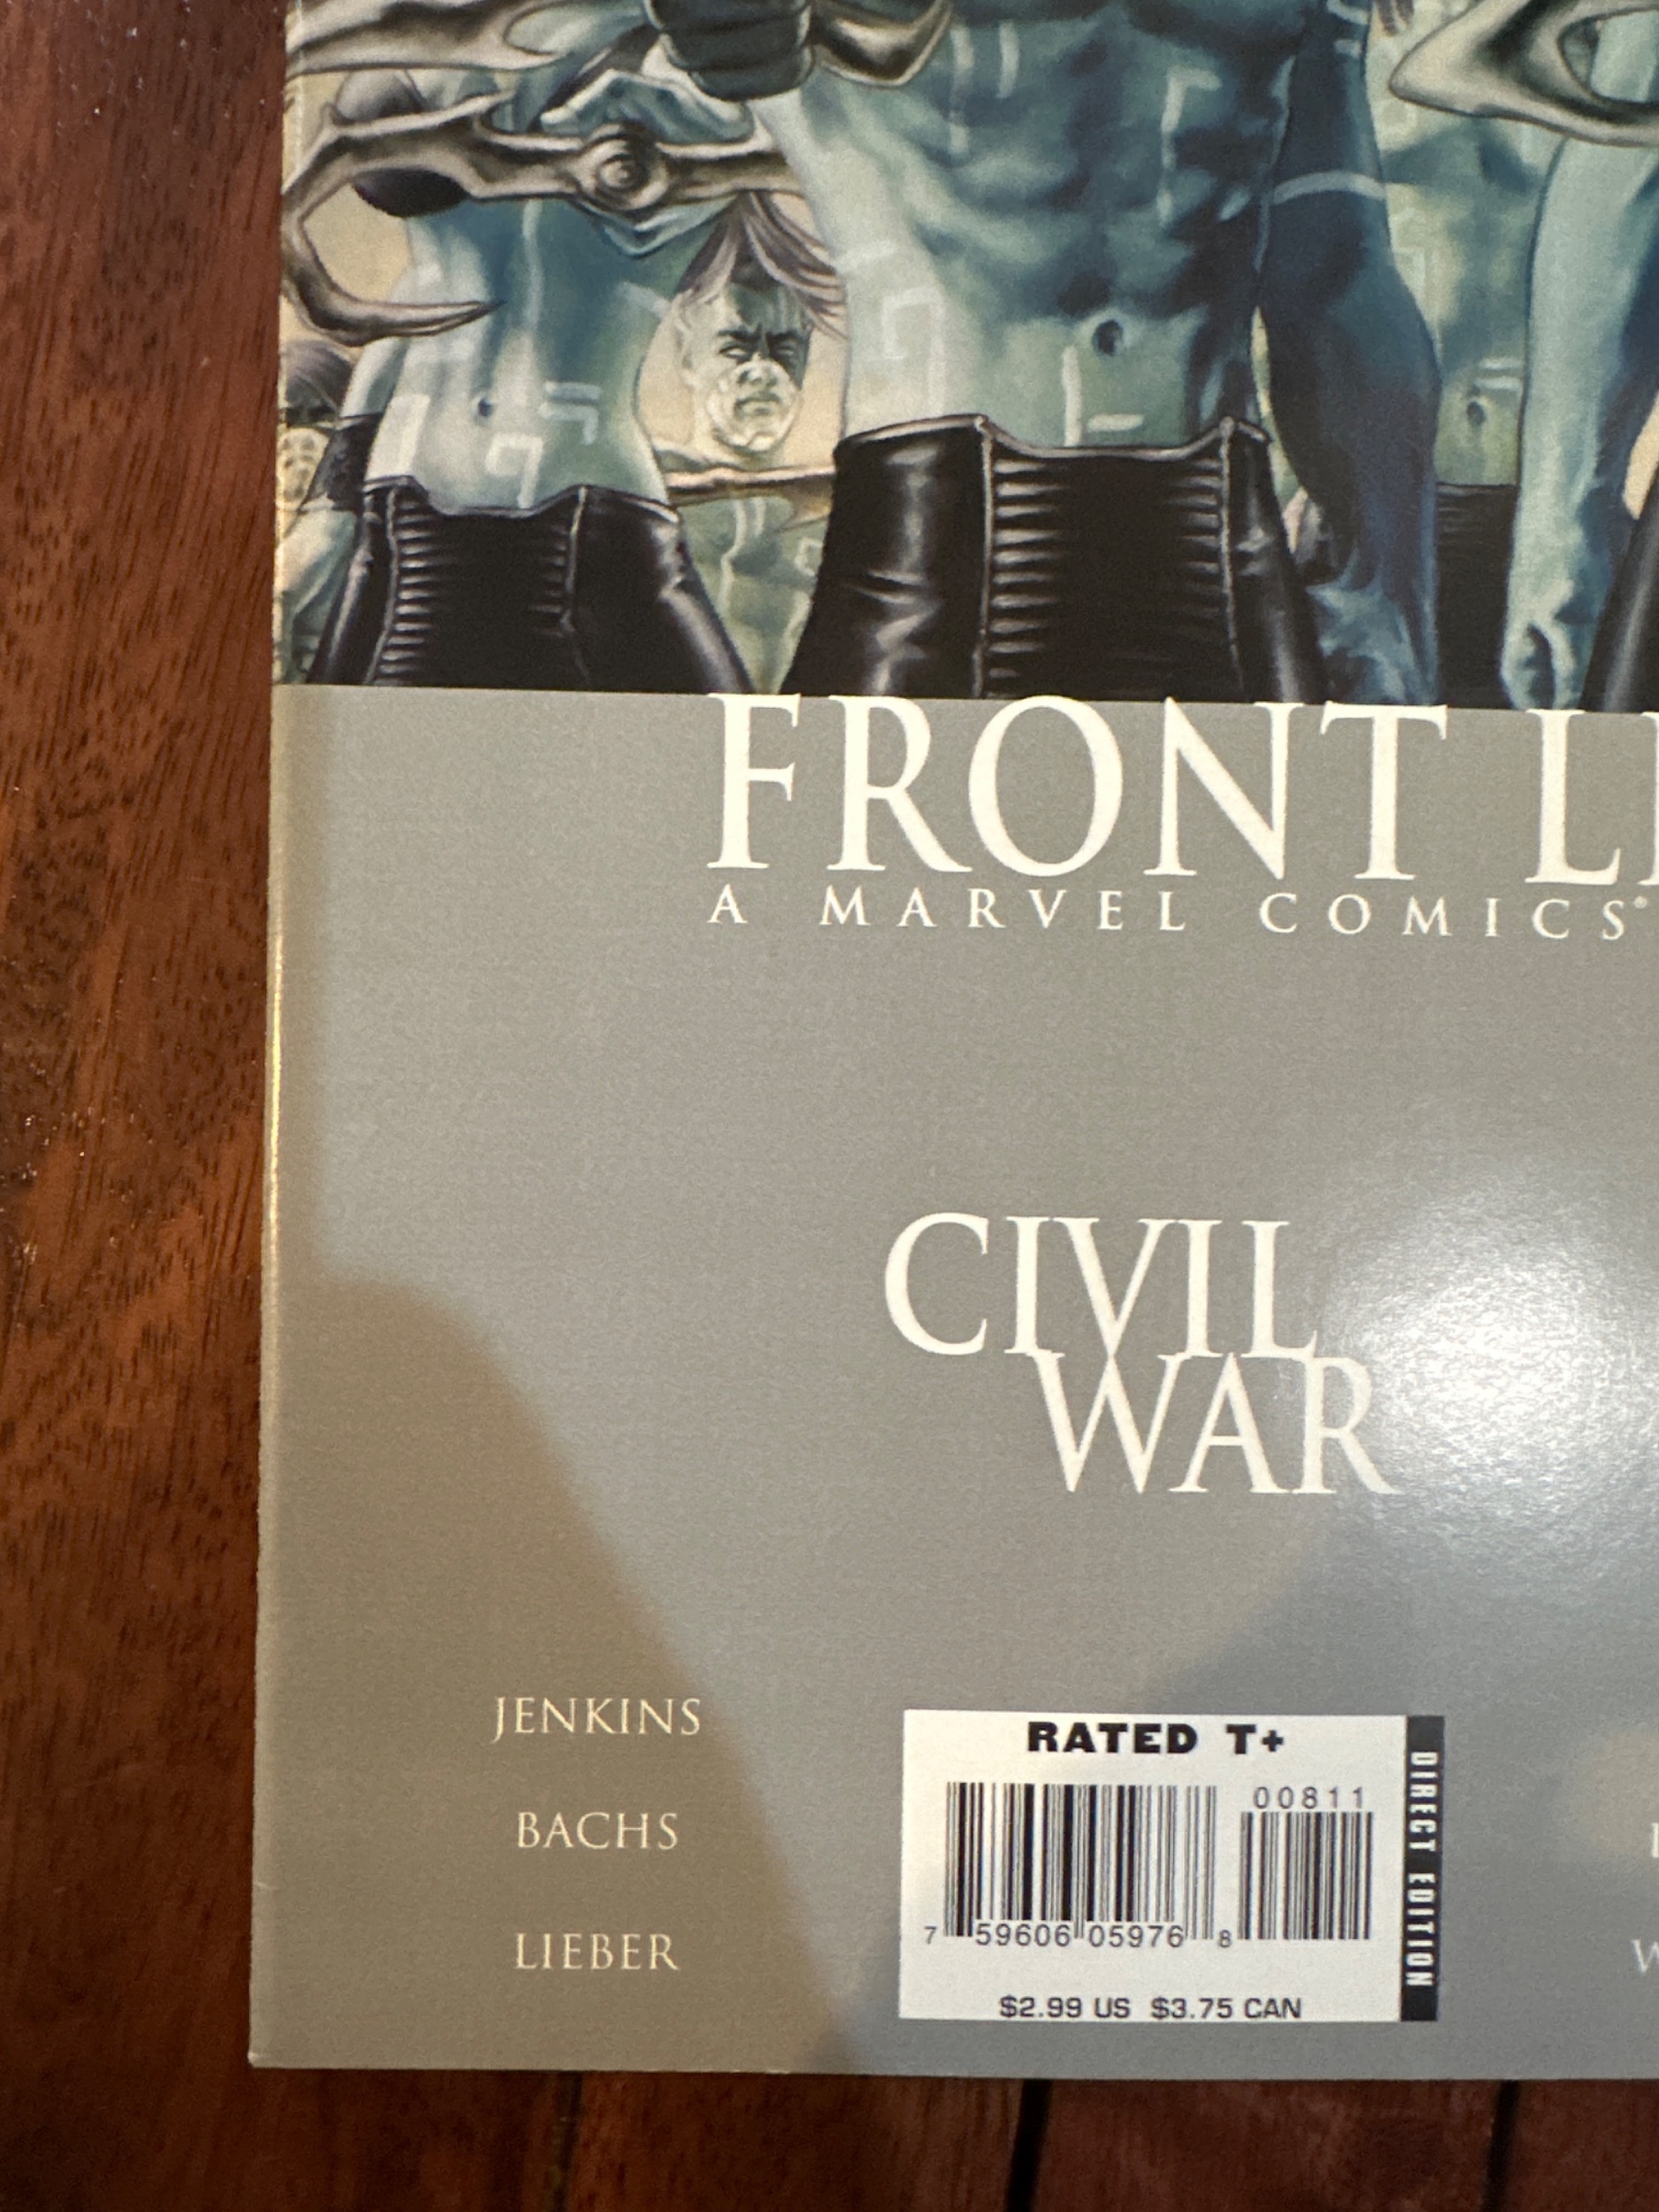 FRONT LI
A MARVEL COMICS®
CIVIL
WAR
JENKINS
BACHS
LIEBER
RATED T+
00811
7 59606 05976 8
$2.99 US $3.75 CAN
DIRECT EDITION
W